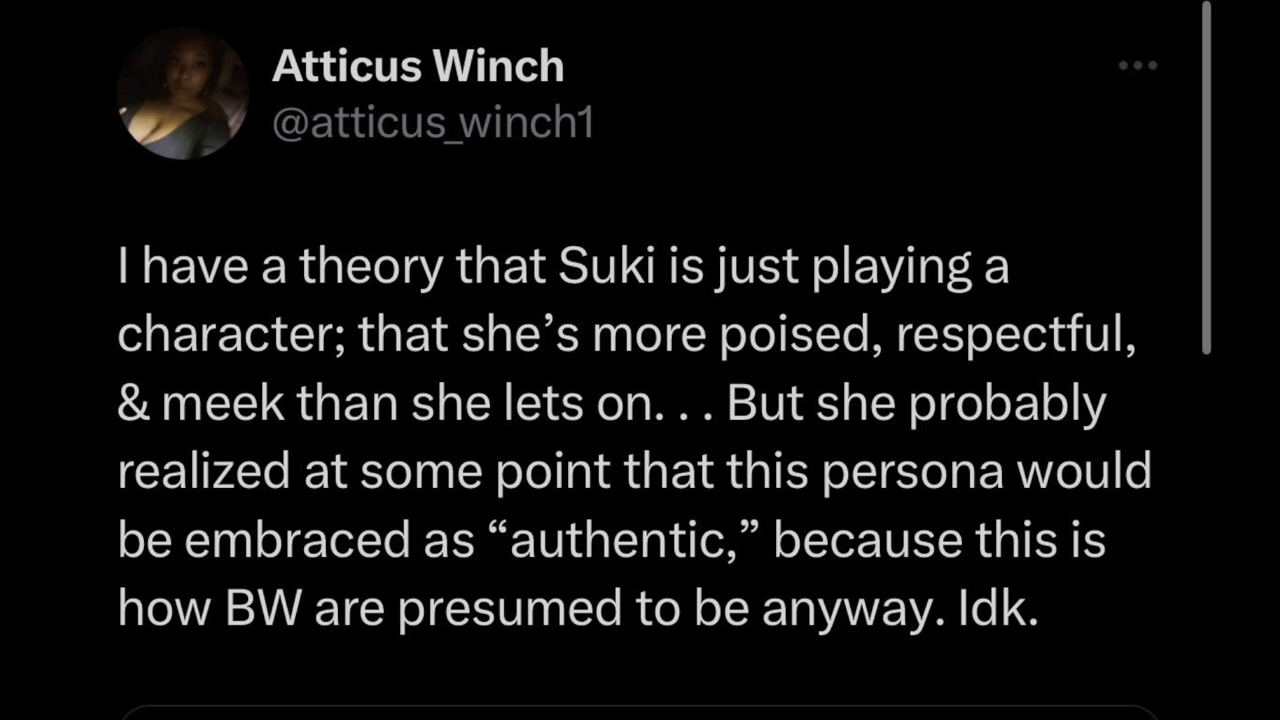 Atticus Winch
@atticus_winch1
I have a theory that Suki is just playing a
character; that she’s more poised, respectful,
& meek than she lets on. . . But she probably
realized at some point that this persona would
be embraced as “authentic,” because this is
how BW are presumed to be anyway. Idk.